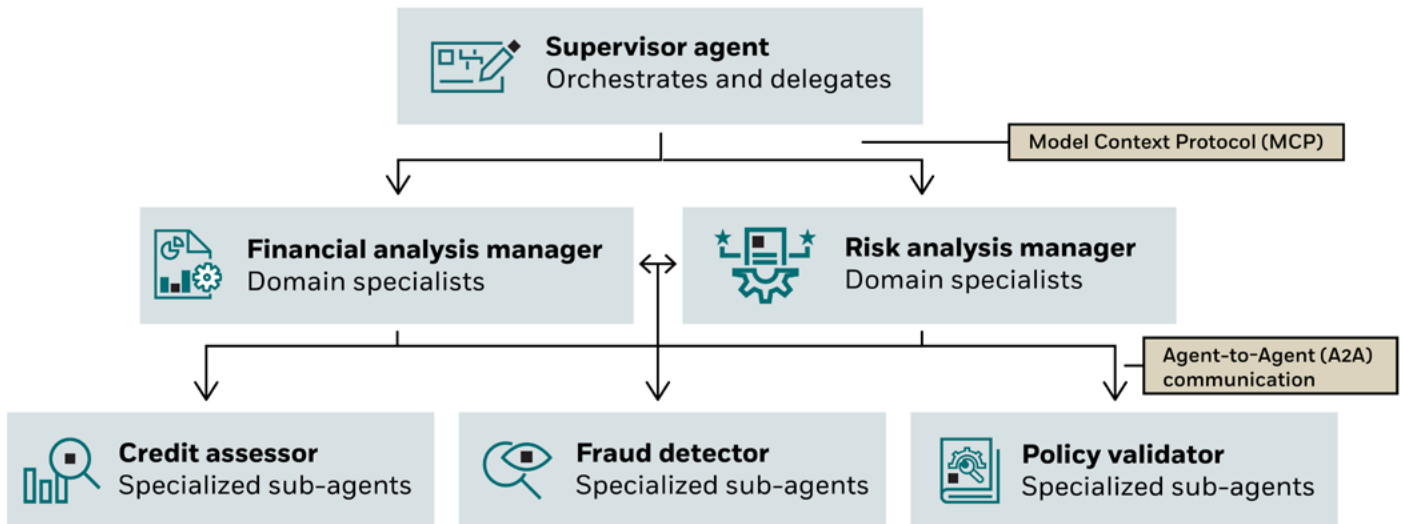 Supervisor agent
Orchestrates and delegates
Model Context Protocol (MCP)
Financial analysis manager
Domain specialists
Risk analysis manager
Domain specialists
Agent-to-Agent (A2A)
communication
Credit assessor
Specialized sub-agents
Fraud detector
Specialized sub-agents
Policy validator
Specialized sub-agents